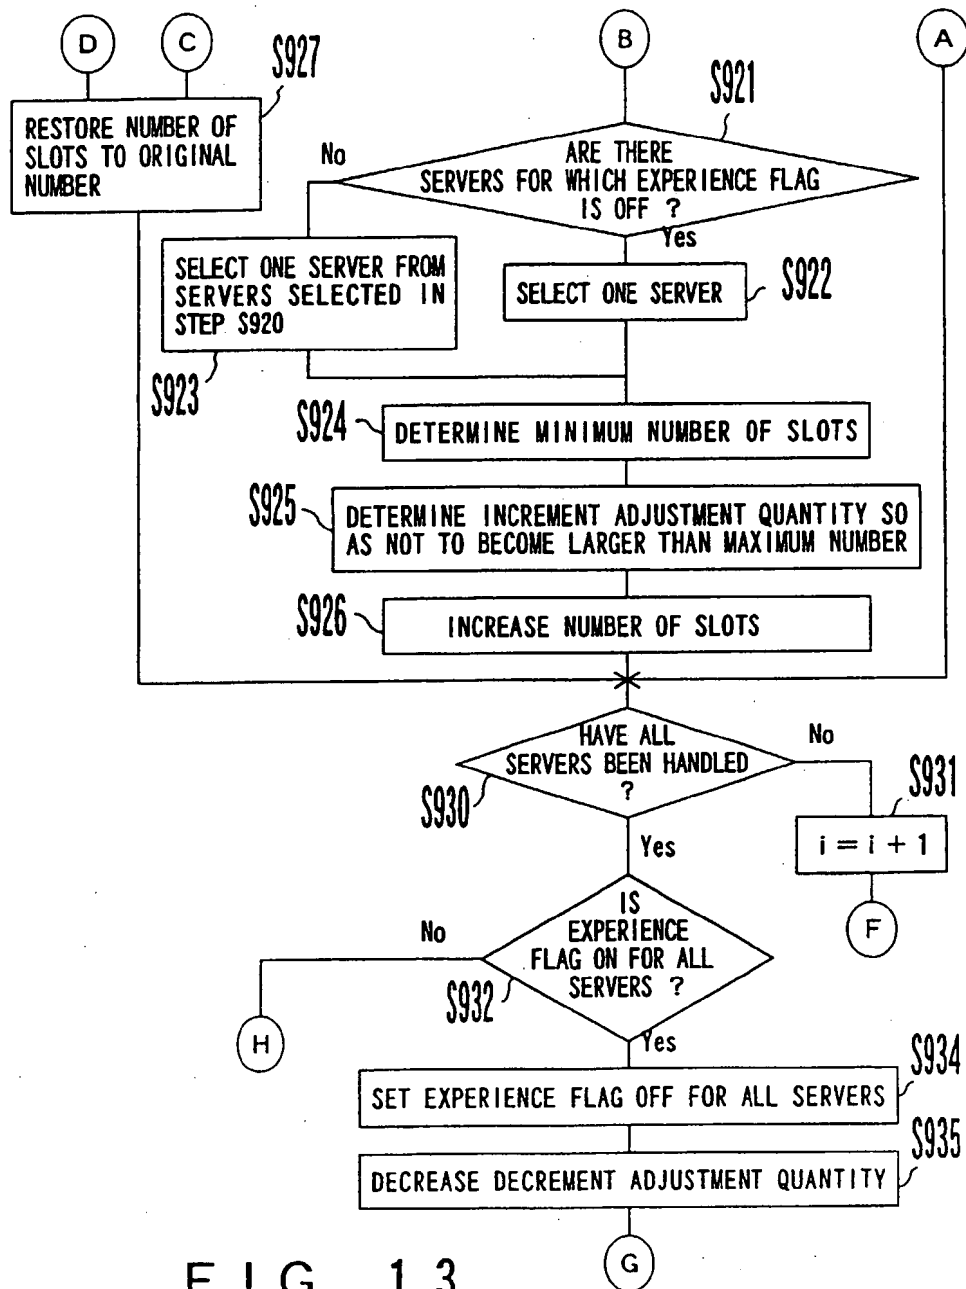 D
C
B
A
S927
RESTORE NUMBER OF
SLOTS TO ORIGINAL
NUMBER
S921
ARE THERE
SERVERS FOR WHICH EXPERIENCE FLAG
IS OFF ?
No
Yes
SELECT ONE SERVER FROM
SERVERS SELECTED IN
STEP S920
S923
SELECT ONE SERVER
S922
S924
DETERMINE MINIMUM NUMBER OF SLOTS
S925
DETERMINE INCREMENT ADJUSTMENT QUANTITY SO
AS NOT TO BECOME LARGER THAN MAXIMUM NUMBER
S926
INCREASE NUMBER OF SLOTS
HAVE ALL
SERVERS BEEN HANDLED
?
No
S930
S931
i = i + 1
Yes
F
IS
EXPERIENCE
FLAG ON FOR ALL
SERVERS ?
No
S932
H
Yes
S934
SET EXPERIENCE FLAG OFF FOR ALL SERVERS
S935
DECREASE DECREMENT ADJUSTMENT QUANTITY
G
FIG. 13